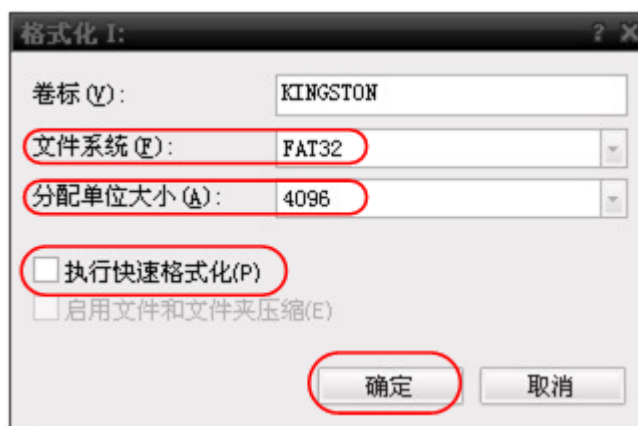 格式化 I:
卷标(V): KINGSTON
文件系统(F): FAT32
分配单位大小(A): 4096
执行快速格式化(P)
启用文件和文件夹压缩(E)
确定 取消